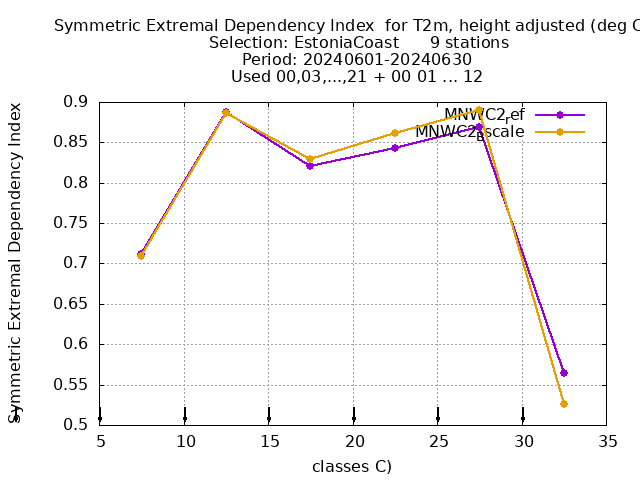 Symmetric Extremal Dependency Index for T2m, height adjusted (deg C
Selection: EstoniaCoast 9 stations
Period: 20240601-20240630
Used 00,03,...,21 + 00 01 ... 12
Symmetric Extremal Dependency Index
0.9
0.85
0.8
0.75
0.7
0.65
0.6
0.55
0.5
MNWC2_ref
MNWC2_Bscale
5 10 15 20 25 30 35
classes C)